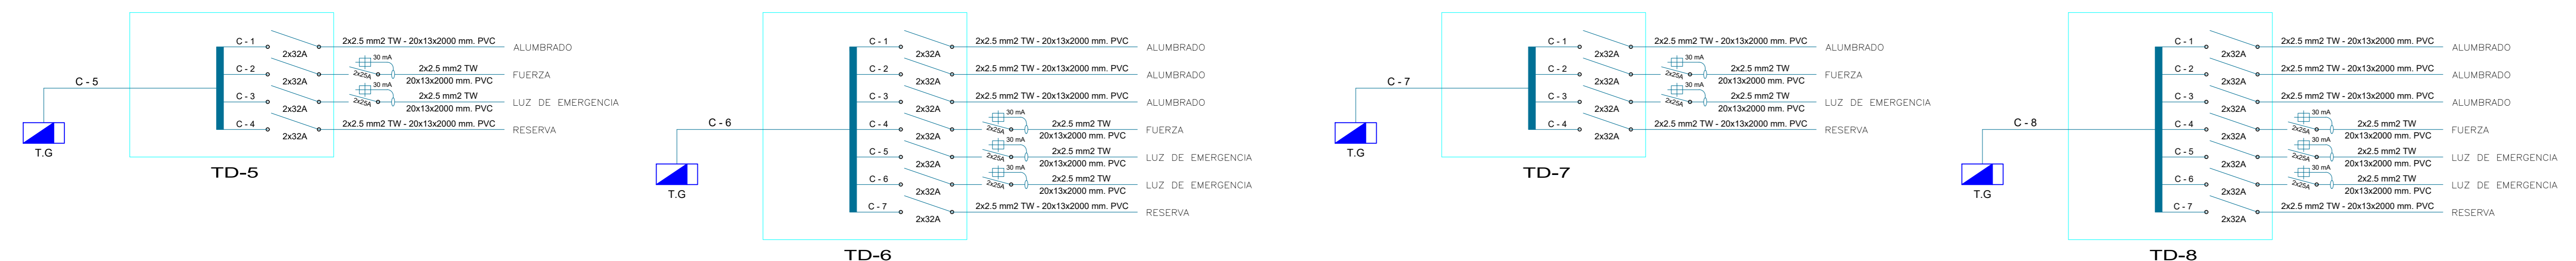 C - 5
T.G
C - 1
2x32A
2x2.5 mm2 TW - 20x13x2000 mm. PVC
ALUMBRADO
C - 2
2x32A
2x25A
30 mA
2x2.5 mm2 TW
20x13x2000 mm. PVC
FUERZA
C - 3
2x32A
2x25A
30 mA
2x2.5 mm2 TW
20x13x2000 mm. PVC
LUZ DE EMERGENCIA
C - 4
2x32A
2x2.5 mm2 TW - 20x13x2000 mm. PVC
RESERVA
TD-5
C - 6
T.G
C - 1
2x32A
2x2.5 mm2 TW - 20x13x2000 mm. PVC
ALUMBRADO
C - 2
2x32A
2x2.5 mm2 TW - 20x13x2000 mm. PVC
ALUMBRADO
C - 3
2x32A
2x2.5 mm2 TW - 20x13x2000 mm. PVC
ALUMBRADO
C - 4
2x32A
2x25A
30 mA
2x2.5 mm2 TW
20x13x2000 mm. PVC
FUERZA
C - 5
2x32A
2x25A
30 mA
2x2.5 mm2 TW
20x13x2000 mm. PVC
LUZ DE EMERGENCIA
C - 6
2x32A
2x25A
30 mA
2x2.5 mm2 TW
20x13x2000 mm. PVC
LUZ DE EMERGENCIA
C - 7
2x32A
2x2.5 mm2 TW - 20x13x2000 mm. PVC
RESERVA
TD-6
C - 7
T.G
C - 1
2x32A
2x2.5 mm2 TW - 20x13x2000 mm. PVC
ALUMBRADO
C - 2
2x32A
2x25A
30 mA
2x2.5 mm2 TW
20x13x2000 mm. PVC
FUERZA
C - 3
2x32A
2x25A
30 mA
2x2.5 mm2 TW
20x13x2000 mm. PVC
LUZ DE EMERGENCIA
C - 4
2x32A
2x2.5 mm2 TW - 20x13x2000 mm. PVC
RESERVA
TD-7
C - 8
T.G
C - 1
2x32A
2x2.5 mm2 TW - 20x13x2000 mm. PVC
ALUMBRADO
C - 2
2x32A
2x2.5 mm2 TW - 20x13x2000 mm. PVC
ALUMBRADO
C - 3
2x32A
2x2.5 mm2 TW - 20x13x2000 mm. PVC
ALUMBRADO
C - 4
2x32A
2x25A
30 mA
2x2.5 mm2 TW
20x13x2000 mm. PVC
FUERZA
C - 5
2x32A
2x25A
30 mA
2x2.5 mm2 TW
20x13x2000 mm. PVC
LUZ DE EMERGENCIA
C - 6
2x32A
2x25A
30 mA
2x2.5 mm2 TW
20x13x2000 mm. PVC
LUZ DE EMERGENCIA
C - 7
2x32A
2x2.5 mm2 TW - 20x13x2000 mm. PVC
RESERVA
TD-8